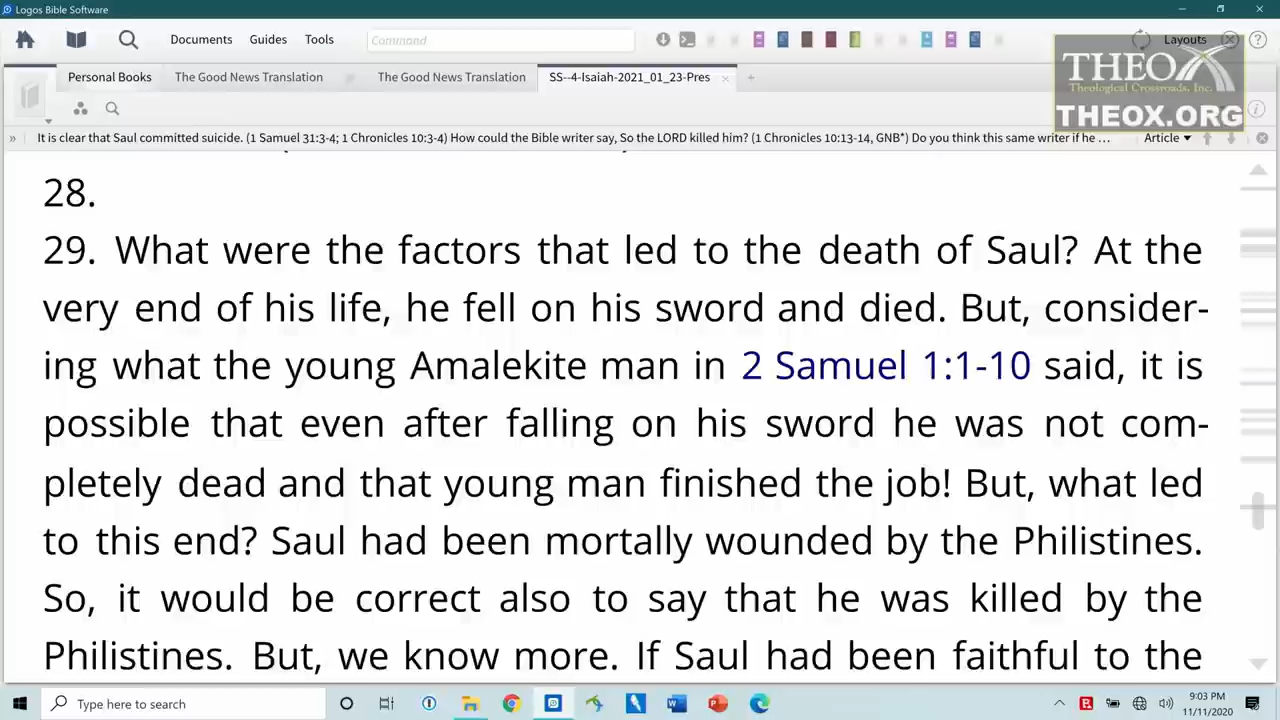 Logos Bible Software
Documents Guides Tools Command Layouts
THEOX
Theological Crossroads, Inc.
THEOX.ORG
Personal Books The Good News Translation The Good News Translation SS--4-Isaiah-2021_01_23-Pres
It is clear that Saul committed suicide. (1 Samuel 31:3-4; 1 Chronicles 10:3-4) How could the Bible writer say, So the LORD killed him? (1 Chronicles 10:13-14, GNB*) Do you think this same writer if he ... Article
28.
29. What were the factors that led to the death of Saul? At the
very end of his life, he fell on his sword and died. But, consider-
ing what the young Amalekite man in 2 Samuel 1:1-10 said, it is
possible that even after falling on his sword he was not com-
pletely dead and that young man finished the job! But, what led
to this end? Saul had been mortally wounded by the Philistines.
So, it would be correct also to say that he was killed by the
Philistines. But, we know more. If Saul had been faithful to the
Type here to search
9:03 PM
11/11/2020